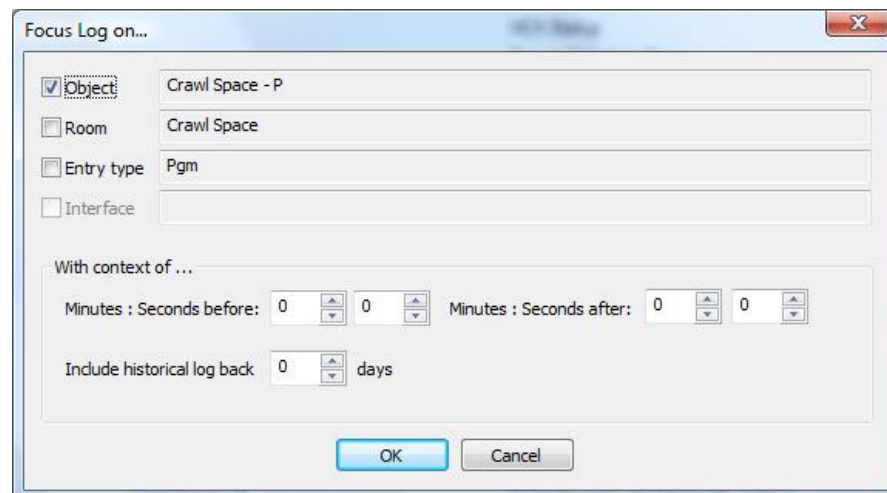 Focus Log on...
Object Crawl Space - P
Room Crawl Space
Entry type Pgm
Interface
With context of ...
Minutes : Seconds before: 0 0 Minutes : Seconds after: 0 0
Include historical log back 0 days
OK Cancel